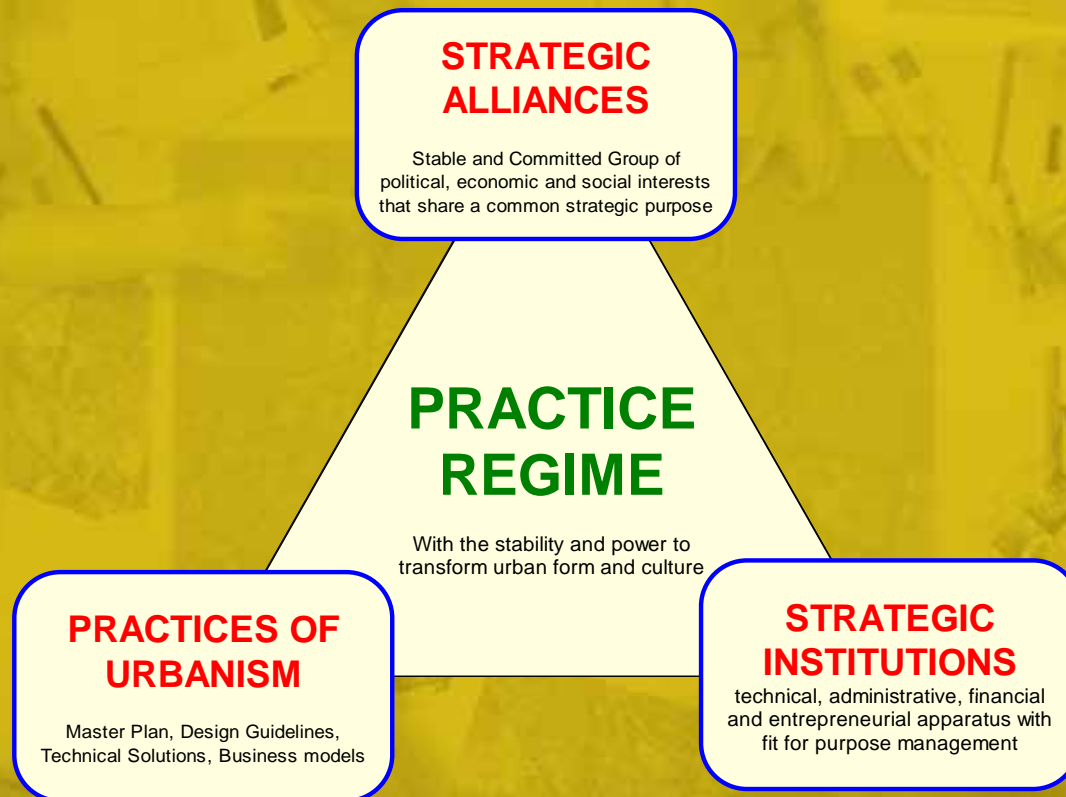 STRATEGIC
ALLIANCES
Stable and Committed Group of
political, economic and social interests
that share a common strategic purpose
PRACTICE
REGIME
With the stability and power to
transform urban form and culture
PRACTICES OF
URBANISM
Master Plan, Design Guidelines,
Technical Solutions, Business models
STRATEGIC
INSTITUTIONS
technical, administrative, financial
and entrepreneurial apparatus with
fit for purpose management